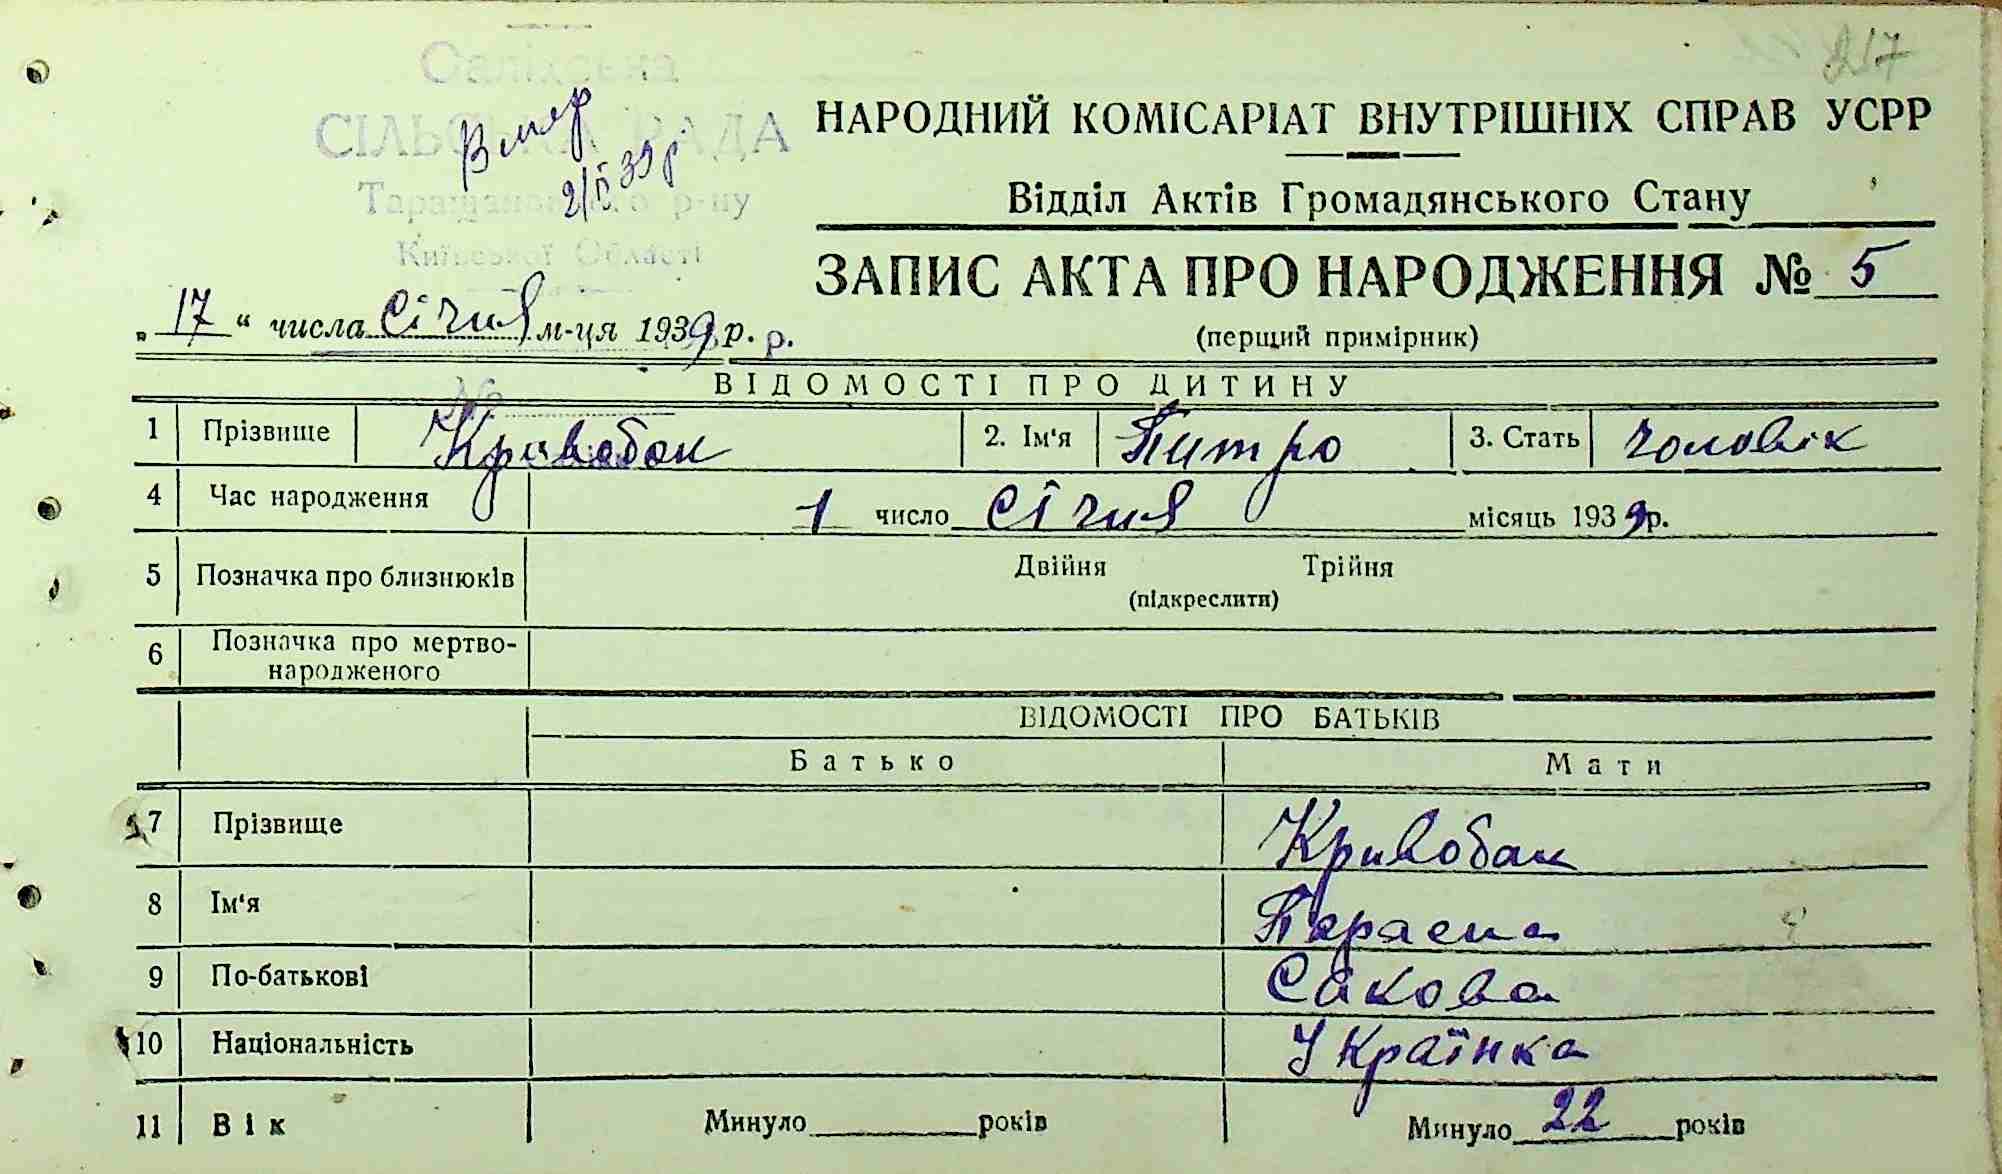 217
СІЛЬСЬКА РАДА
Таращанського р-ну
Київської Області
Вмер
2/І 39 р
НАРОДНИЙ КОМІСАРІАТ ВНУТРІШНІХ СПРАВ УСРР
Відділ Актів Громадянського Стану
ЗАПИС АКТА ПРО НАРОДЖЕННЯ № 5
(перщий примірник)
„ 17 “ числа Січня м-ця 1939 р. р.
ВІДОМОСТІ ПРО ДИТИНУ
1 Прізвище Кривобок 2. Ім'я Питро 3. Стать чоловік
4 Час народження 1 число Січня місяць 1939 р.
5 Позначка про близнюків Двійня Трійня
(підкреслити)
6 Позначка про мертво-
народженого
ВІДОМОСТІ ПРО БАТЬКІВ
Батько Мати
7 Прізвище Кривобок
8 Ім'я
9 По-батькові Сакова
10 Національність Українка
11 Вік Минуло років Минуло 22 років